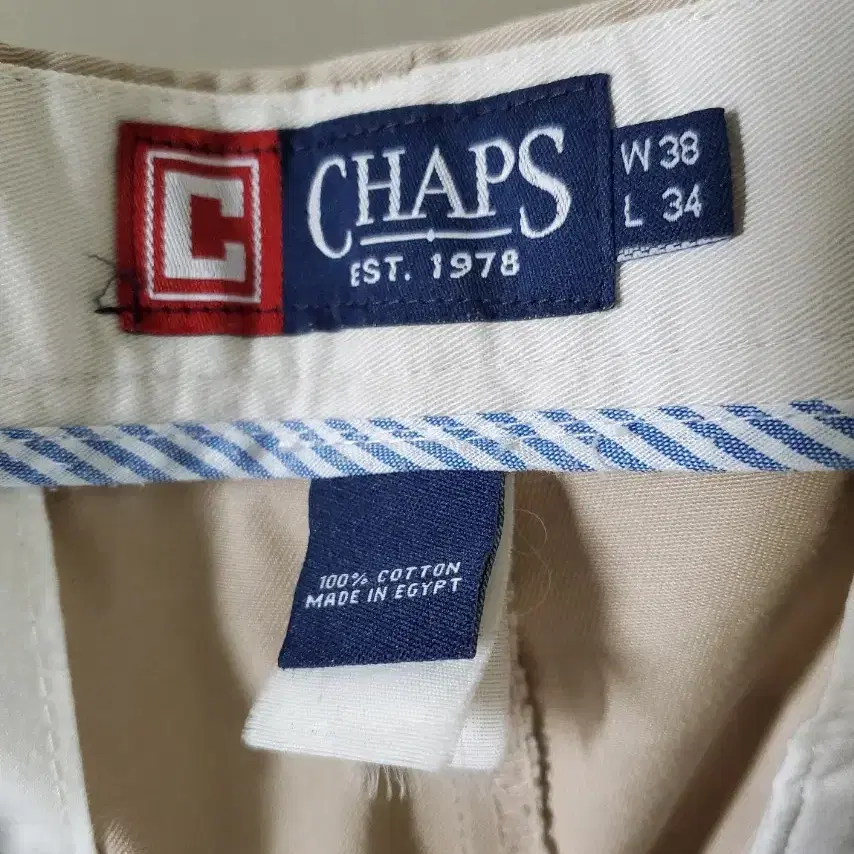 C
CHAPS
EST. 1978
W 38
L 34
100% COTTON
MADE IN EGYPT